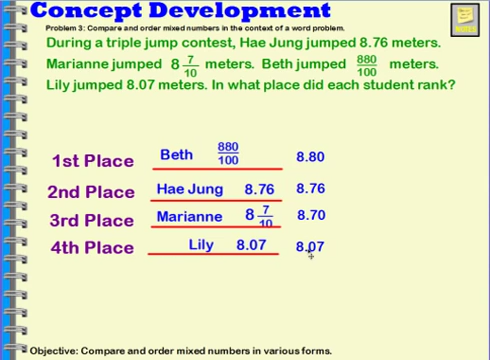 Concept Development
Problem 3: Compare and order mixed numbers in the context of a word problem.
During a triple jump contest, Hae Jung jumped 8.76 meters.
Marianne jumped 8 7/10 meters. Beth jumped 880/100 meters.
Lily jumped 8.07 meters. In what place did each student rank?
1st Place Beth 880/100 8.80
2nd Place Hae Jung 8.76 8.76
3rd Place Marianne 8 7/10 8.70
4th Place Lily 8.07 8.07
Objective: Compare and order mixed numbers in various forms.